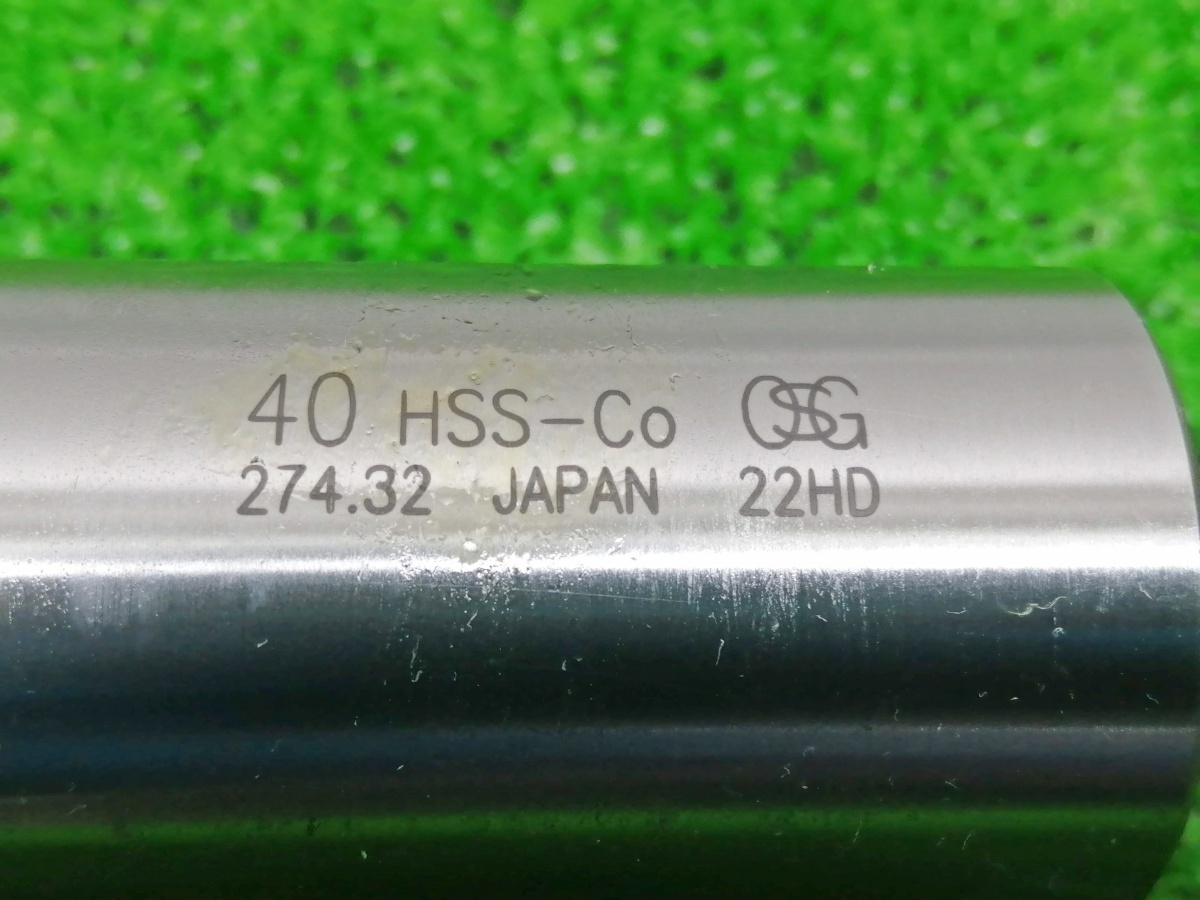 40 HSS-Co OSG
274.32 JAPAN 22HD